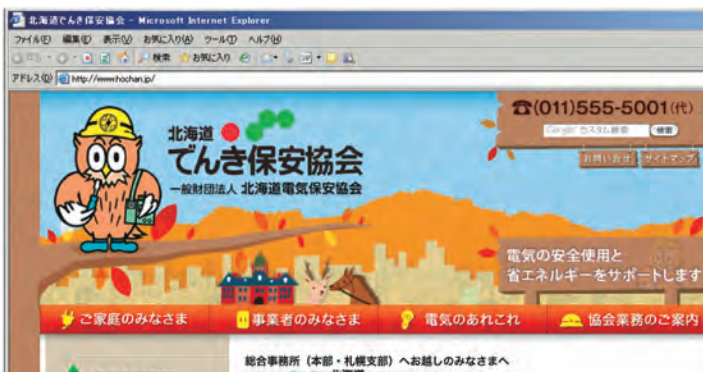 北海道でんき保安協会 - Microsoft Internet Explorer
ファイル(F) 編集(E) 表示(V) お気に入り(A) ツール(T) ヘルプ(H)
検索 お気に入り
アドレス(D) http://www.hochan.jp/
☎(011)555-5001(代)
Google カスタム検索 検索
お問い合せ サイトマップ
北海道
でんき保安協会
一般財団法人 北海道電気保安協会
電気の安全使用と
省エネルギーをサポートします
ご家庭のみなさま 事業者のみなさま 電気のあれこれ 協会業務のご案内
総合事務所(本部・札幌支部)へお越しのみなさまへ